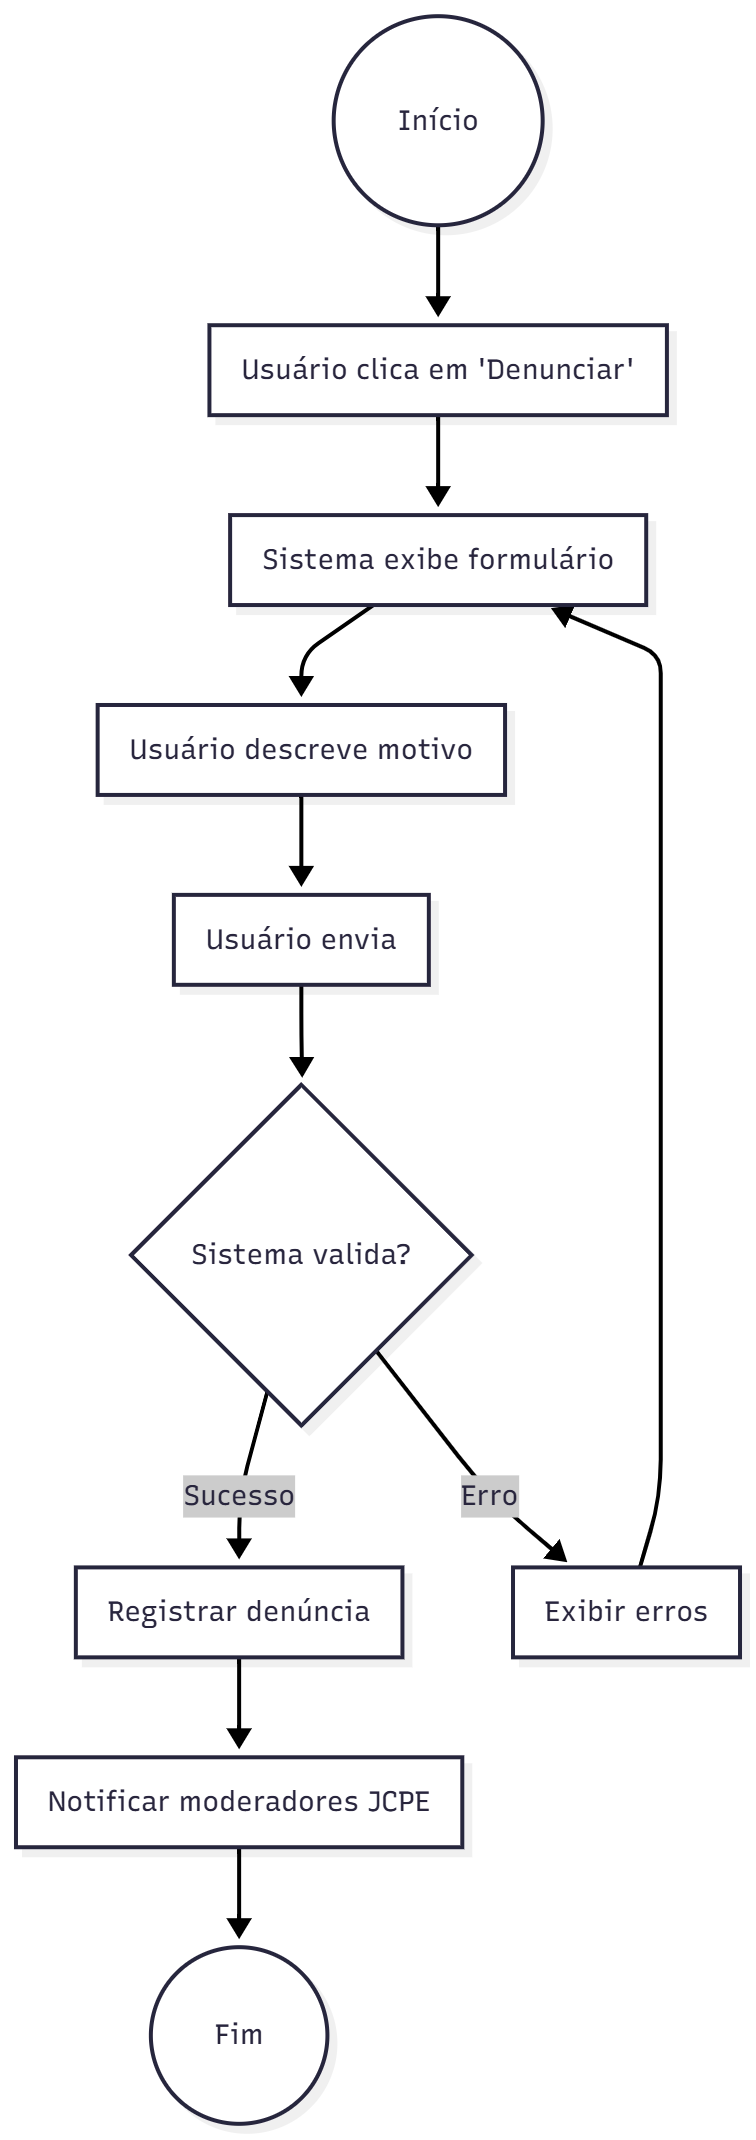 Início
Usuário clica em 'Denunciar'
Sistema exibe formulário
Usuário descreve motivo
Usuário envia
Sistema valida?
Sucesso
Erro
Registrar denúncia
Exibir erros
Notificar moderadores JCPE
Fim